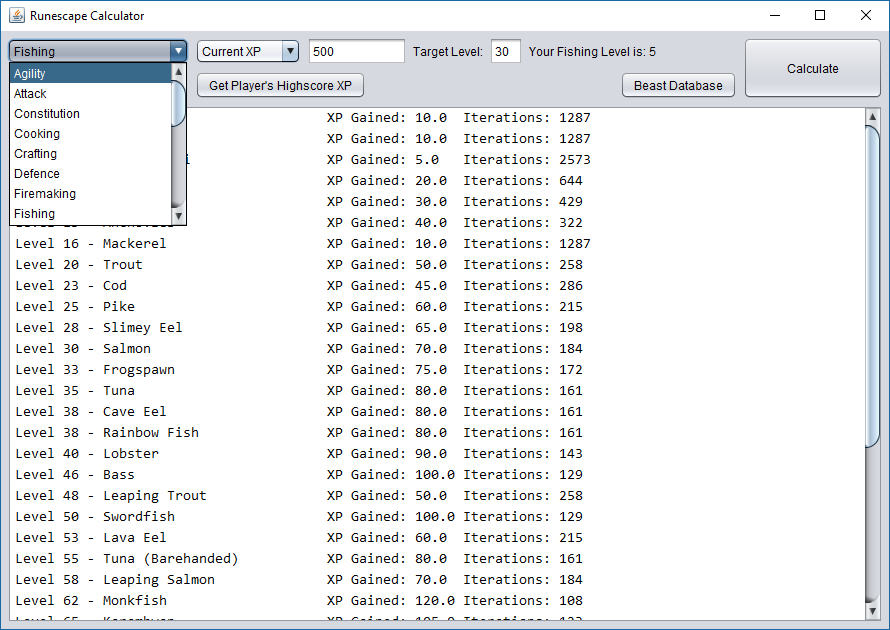 Runescape Calculator
Fishing Current XP 500 Target Level: 30 Your Fishing Level is: 5 Calculate
Get Player's Highscore XP Beast Database
Agility
Attack
Constitution
Cooking
Crafting
Defence
Firemaking
Fishing
XP Gained: 10.0 Iterations: 1287
XP Gained: 10.0 Iterations: 1287
XP Gained: 5.0 Iterations: 2573
XP Gained: 20.0 Iterations: 644
XP Gained: 30.0 Iterations: 429
XP Gained: 40.0 Iterations: 322
Level 16 - Mackerel XP Gained: 10.0 Iterations: 1287
Level 20 - Trout XP Gained: 50.0 Iterations: 258
Level 23 - Cod XP Gained: 45.0 Iterations: 286
Level 25 - Pike XP Gained: 60.0 Iterations: 215
Level 28 - Slimey Eel XP Gained: 65.0 Iterations: 198
Level 30 - Salmon XP Gained: 70.0 Iterations: 184
Level 33 - Frogspawn XP Gained: 75.0 Iterations: 172
Level 35 - Tuna XP Gained: 80.0 Iterations: 161
Level 38 - Cave Eel XP Gained: 80.0 Iterations: 161
Level 38 - Rainbow Fish XP Gained: 80.0 Iterations: 161
Level 40 - Lobster XP Gained: 90.0 Iterations: 143
Level 46 - Bass XP Gained: 100.0 Iterations: 129
Level 48 - Leaping Trout XP Gained: 50.0 Iterations: 258
Level 50 - Swordfish XP Gained: 100.0 Iterations: 129
Level 53 - Lava Eel XP Gained: 60.0 Iterations: 215
Level 55 - Tuna (Barehanded) XP Gained: 80.0 Iterations: 161
Level 58 - Leaping Salmon XP Gained: 70.0 Iterations: 184
Level 62 - Monkfish XP Gained: 120.0 Iterations: 108